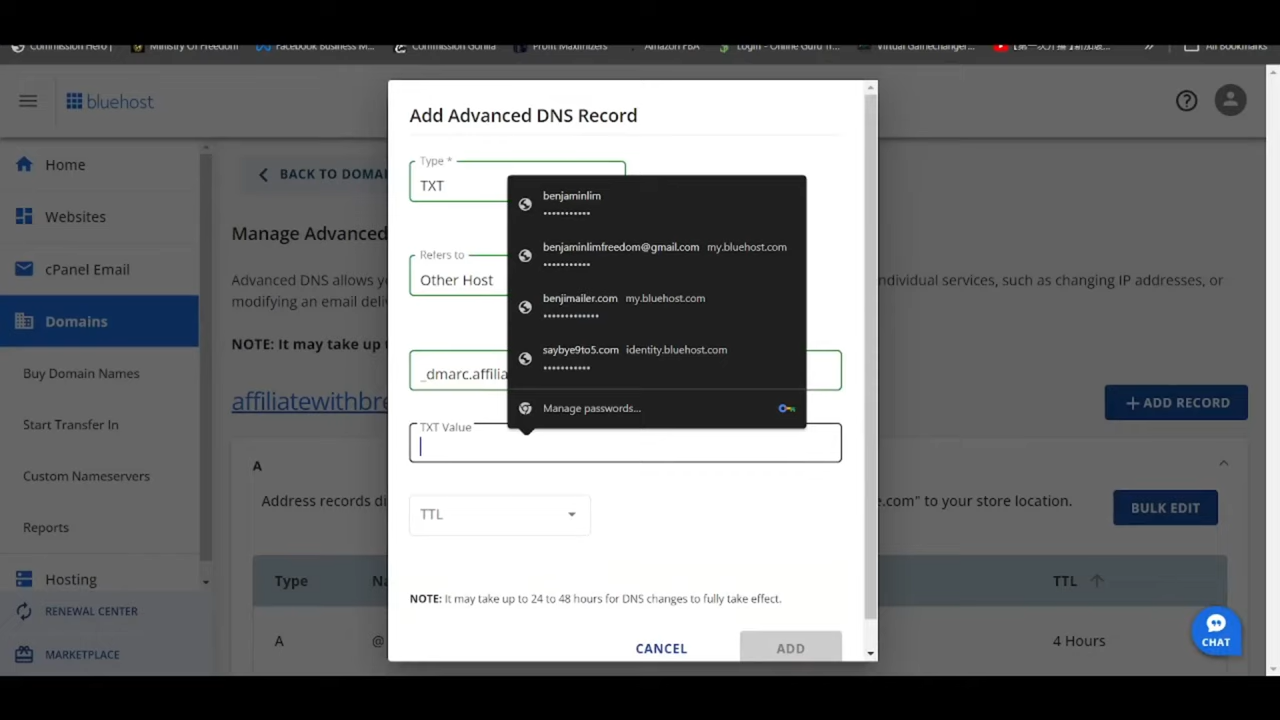 Commission Hero |
Ministry Of Freedom
Facebook Business M...
Commission Gorilla
Profit Maximizers
Amazon FBA
Login - Online Guru Tr...
Virtual Gamechanger...
»
All Bookmarks
bluehost
Home
Websites
cPanel Email
Domains
Buy Domain Names
Start Transfer In
Custom Nameservers
Reports
Hosting
RENEWAL CENTER
MARKETPLACE
BACK TO DOMA
Manage Advanced
Advanced DNS allows yo
ndividual services, such as changing IP addresses, or
modifying an email deliv
NOTE: It may take up t
affiliatewithbre
+ ADD RECORD
A
Address records di
e.com" to your store location.
BULK EDIT
Type
Na
TTL
A
@
4 Hours
CHAT
Add Advanced DNS Record
Type *
TXT
Refers to
Other Host
_dmarc.affilia
TXT Value
TTL
NOTE: It may take up to 24 to 48 hours for DNS changes to fully take effect.
CANCEL
ADD
benjaminlim
•••••••••••
benjaminlimfreedom@gmail.com my.bluehost.com
•••••••••••
benjimailer.com my.bluehost.com
•••••••••••••
saybye9to5.com identity.bluehost.com
•••••••••••
Manage passwords...